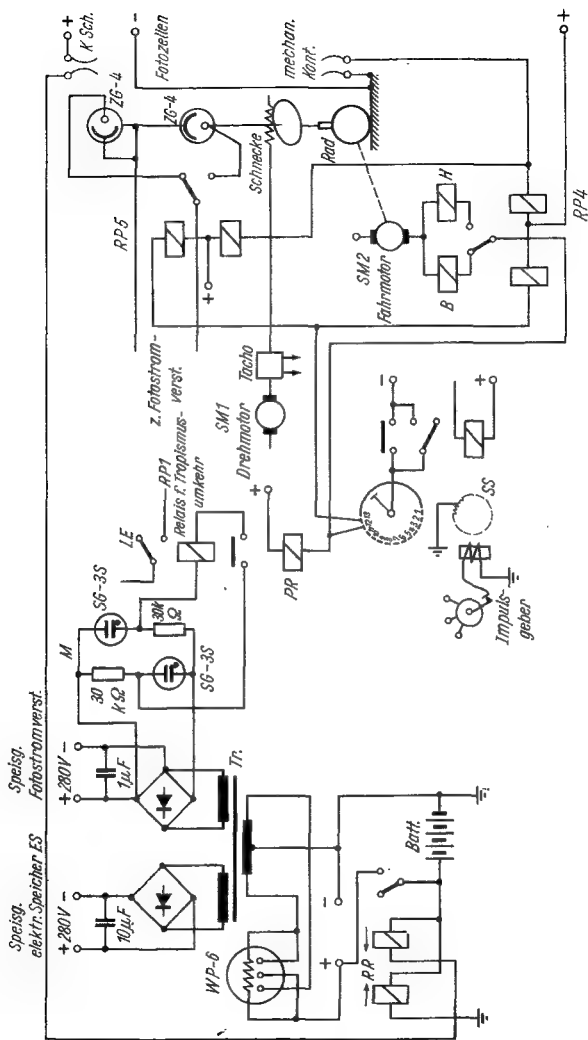 Speisg.
elektr. Speicher ES
+280V -
10µF
Speisg.
Fotostromverst.
+280V -
1µF
M
30
kΩ
SG-3S
SG-3S
30k
Ω
LE
RP1
Relais f. Tropismus-
umkehr
z. Fotostrom-
verst.
RP5
ZG-4
ZG-4
+
K Sch.
-
Fotozellen
Schnecke
mechan.
Kont.
Rad
+
Tacho
SM1
Drehmotor
SM2
Fahrmotor
B
H
RP4
+
PR
+
-
+
SS
Impuls-
geber
Tr.
WP-6
+
-
RR
Batt.